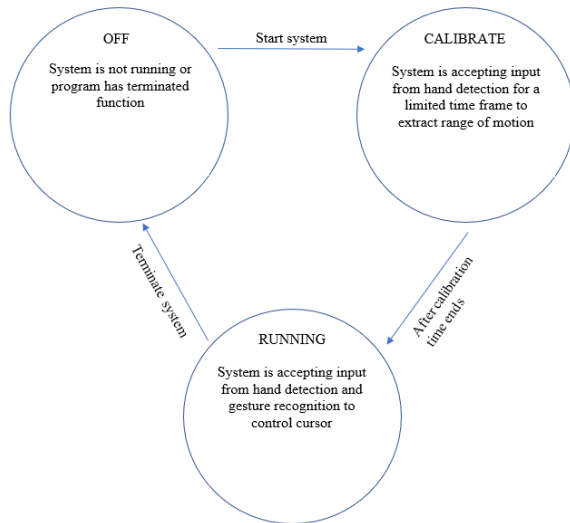 OFF
System is not running or
program has terminated
function
Start system
CALIBRATE
System is accepting input
from hand detection for a
limited time frame to
extract range of motion
After calibration
time ends
Terminate system
RUNNING
System is accepting input
from hand detection and
gesture recognition to
control cursor